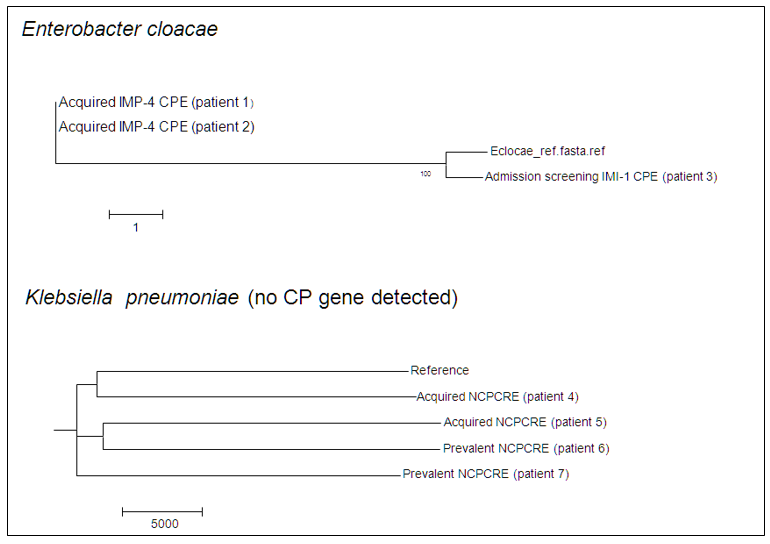 Enterobacter cloacae
Acquired IMP-4 CPE (patient 1)
Acquired IMP-4 CPE (patient 2)
Eclocae_ref.fasta.ref
100
Admission screening IMI-1 CPE (patient 3)
1
Klebsiella pneumoniae (no CP gene detected)
Reference
Acquired NCPCRE (patient 4)
Acquired NCPCRE (patient 5)
Prevalent NCPCRE (patient 6)
Prevalent NCPCRE (patient 7)
5000